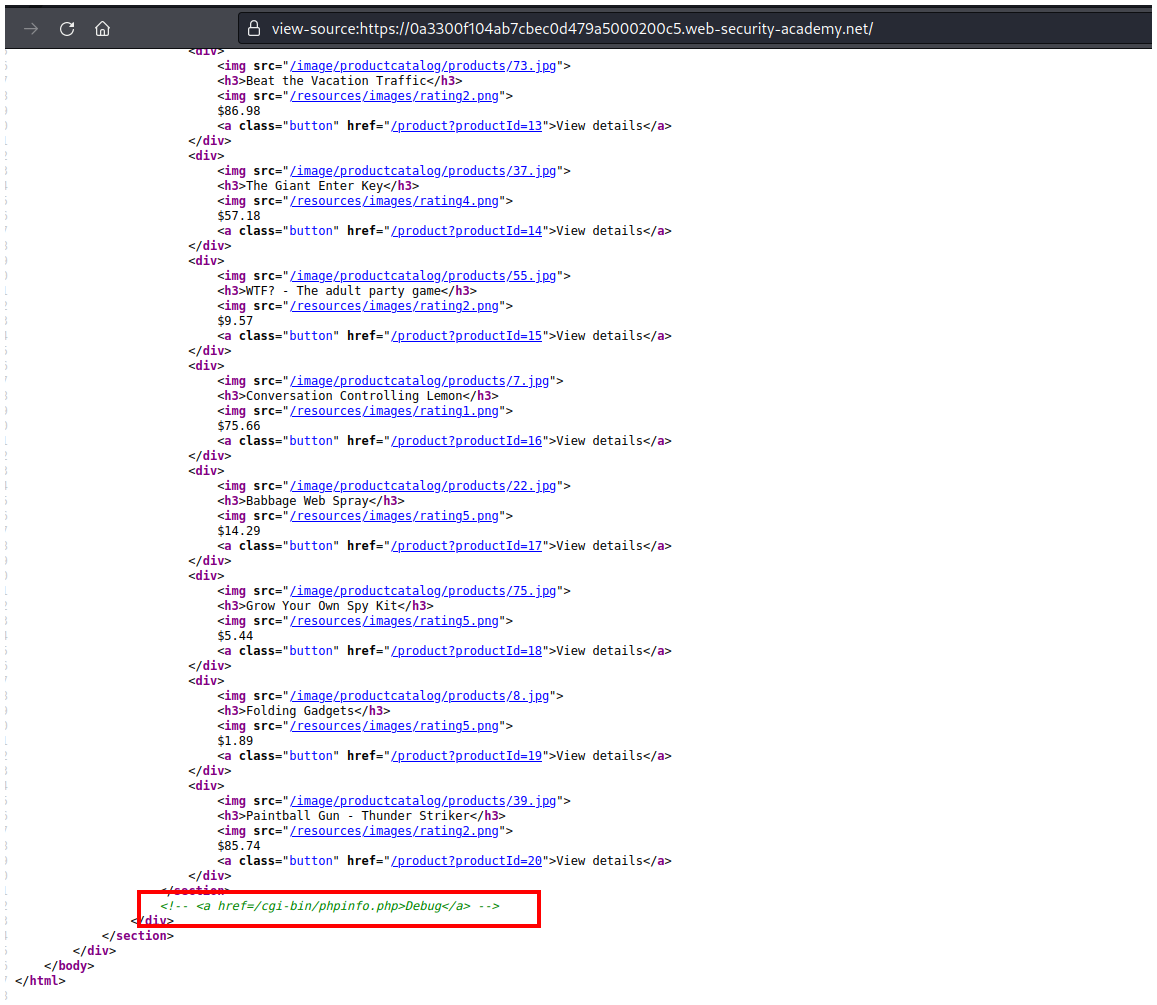 view-source:https://0a3300f104ab7cbec0d479a5000200c5.web-security-academy.net/
<div>
<img src="/image/productcatalog/products/73.jpg">
<h3>Beat the Vacation Traffic</h3>
<img src="/resources/images/rating2.png">
$86.98
<a class="button" href="/product?productId=13">View details</a>
</div>
<div>
<img src="/image/productcatalog/products/37.jpg">
<h3>The Giant Enter Key</h3>
<img src="/resources/images/rating4.png">
$57.18
<a class="button" href="/product?productId=14">View details</a>
</div>
<div>
<img src="/image/productcatalog/products/55.jpg">
<h3>WTF? - The adult party game</h3>
<img src="/resources/images/rating2.png">
$9.57
<a class="button" href="/product?productId=15">View details</a>
</div>
<div>
<img src="/image/productcatalog/products/7.jpg">
<h3>Conversation Controlling Lemon</h3>
<img src="/resources/images/rating1.png">
$75.66
<a class="button" href="/product?productId=16">View details</a>
</div>
<div>
<img src="/image/productcatalog/products/22.jpg">
<h3>Babbage Web Spray</h3>
<img src="/resources/images/rating5.png">
$14.29
<a class="button" href="/product?productId=17">View details</a>
</div>
<div>
<img src="/image/productcatalog/products/75.jpg">
<h3>Grow Your Own Spy Kit</h3>
<img src="/resources/images/rating5.png">
$5.44
<a class="button" href="/product?productId=18">View details</a>
</div>
<div>
<img src="/image/productcatalog/products/8.jpg">
<h3>Folding Gadgets</h3>
<img src="/resources/images/rating5.png">
$1.89
<a class="button" href="/product?productId=19">View details</a>
</div>
<div>
<img src="/image/productcatalog/products/39.jpg">
<h3>Paintball Gun - Thunder Striker</h3>
<img src="/resources/images/rating2.png">
$85.74
<a class="button" href="/product?productId=20">View details</a>
</div>
</section>
<!-- <a href=/cgi-bin/phpinfo.php>Debug</a> -->
</div>
</section>
</div>
</body>
</html>